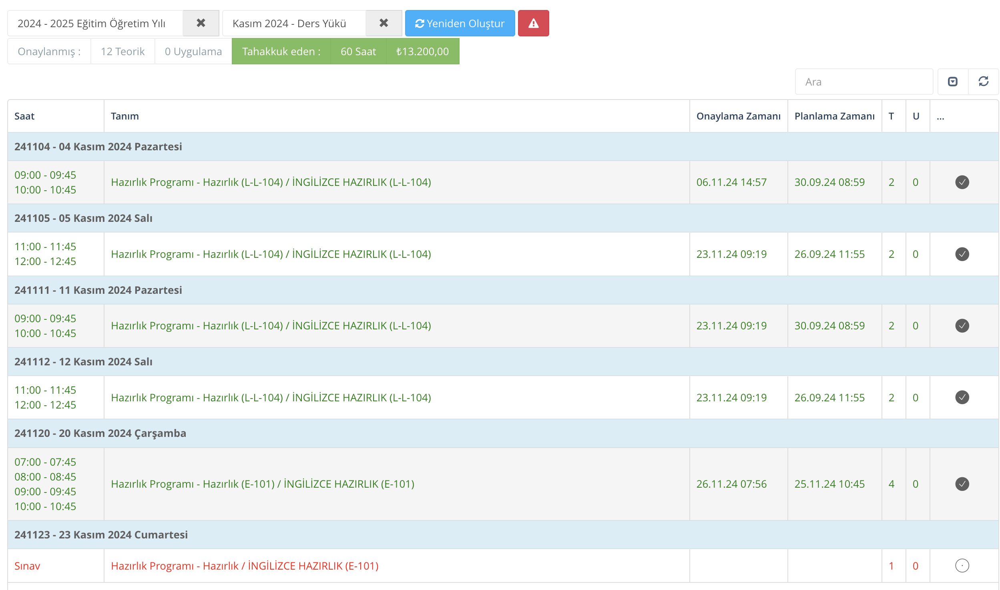 2024 - 2025 Eğitim Öğretim Yılı
Kasım 2024 - Ders Yükü
Yeniden Oluştur
Onaylanmış : 12 Teorik 0 Uygulama Tahakkuk eden : 60 Saat ₺13.200,00
Ara
Saat Tanım Onaylama Zamanı Planlama Zamanı T U ...
241104 - 04 Kasım 2024 Pazartesi
09:00 - 09:45
10:00 - 10:45
Hazırlık Programı - Hazırlık (L-L-104) / İNGİLİZCE HAZIRLIK (L-L-104) 06.11.24 14:57 30.09.24 08:59 2 0
241105 - 05 Kasım 2024 Salı
11:00 - 11:45
12:00 - 12:45
Hazırlık Programı - Hazırlık (L-L-104) / İNGİLİZCE HAZIRLIK (L-L-104) 23.11.24 09:19 26.09.24 11:55 2 0
241111 - 11 Kasım 2024 Pazartesi
09:00 - 09:45
10:00 - 10:45
Hazırlık Programı - Hazırlık (L-L-104) / İNGİLİZCE HAZIRLIK (L-L-104) 23.11.24 09:19 30.09.24 08:59 2 0
241112 - 12 Kasım 2024 Salı
11:00 - 11:45
12:00 - 12:45
Hazırlık Programı - Hazırlık (L-L-104) / İNGİLİZCE HAZIRLIK (L-L-104) 23.11.24 09:19 26.09.24 11:55 2 0
241120 - 20 Kasım 2024 Çarşamba
07:00 - 07:45
08:00 - 08:45
09:00 - 09:45
10:00 - 10:45
Hazırlık Programı - Hazırlık (E-101) / İNGİLİZCE HAZIRLIK (E-101) 26.11.24 07:56 25.11.24 10:45 4 0
241123 - 23 Kasım 2024 Cumartesi
Sınav Hazırlık Programı - Hazırlık / İNGİLİZCE HAZIRLIK (E-101) 1 0